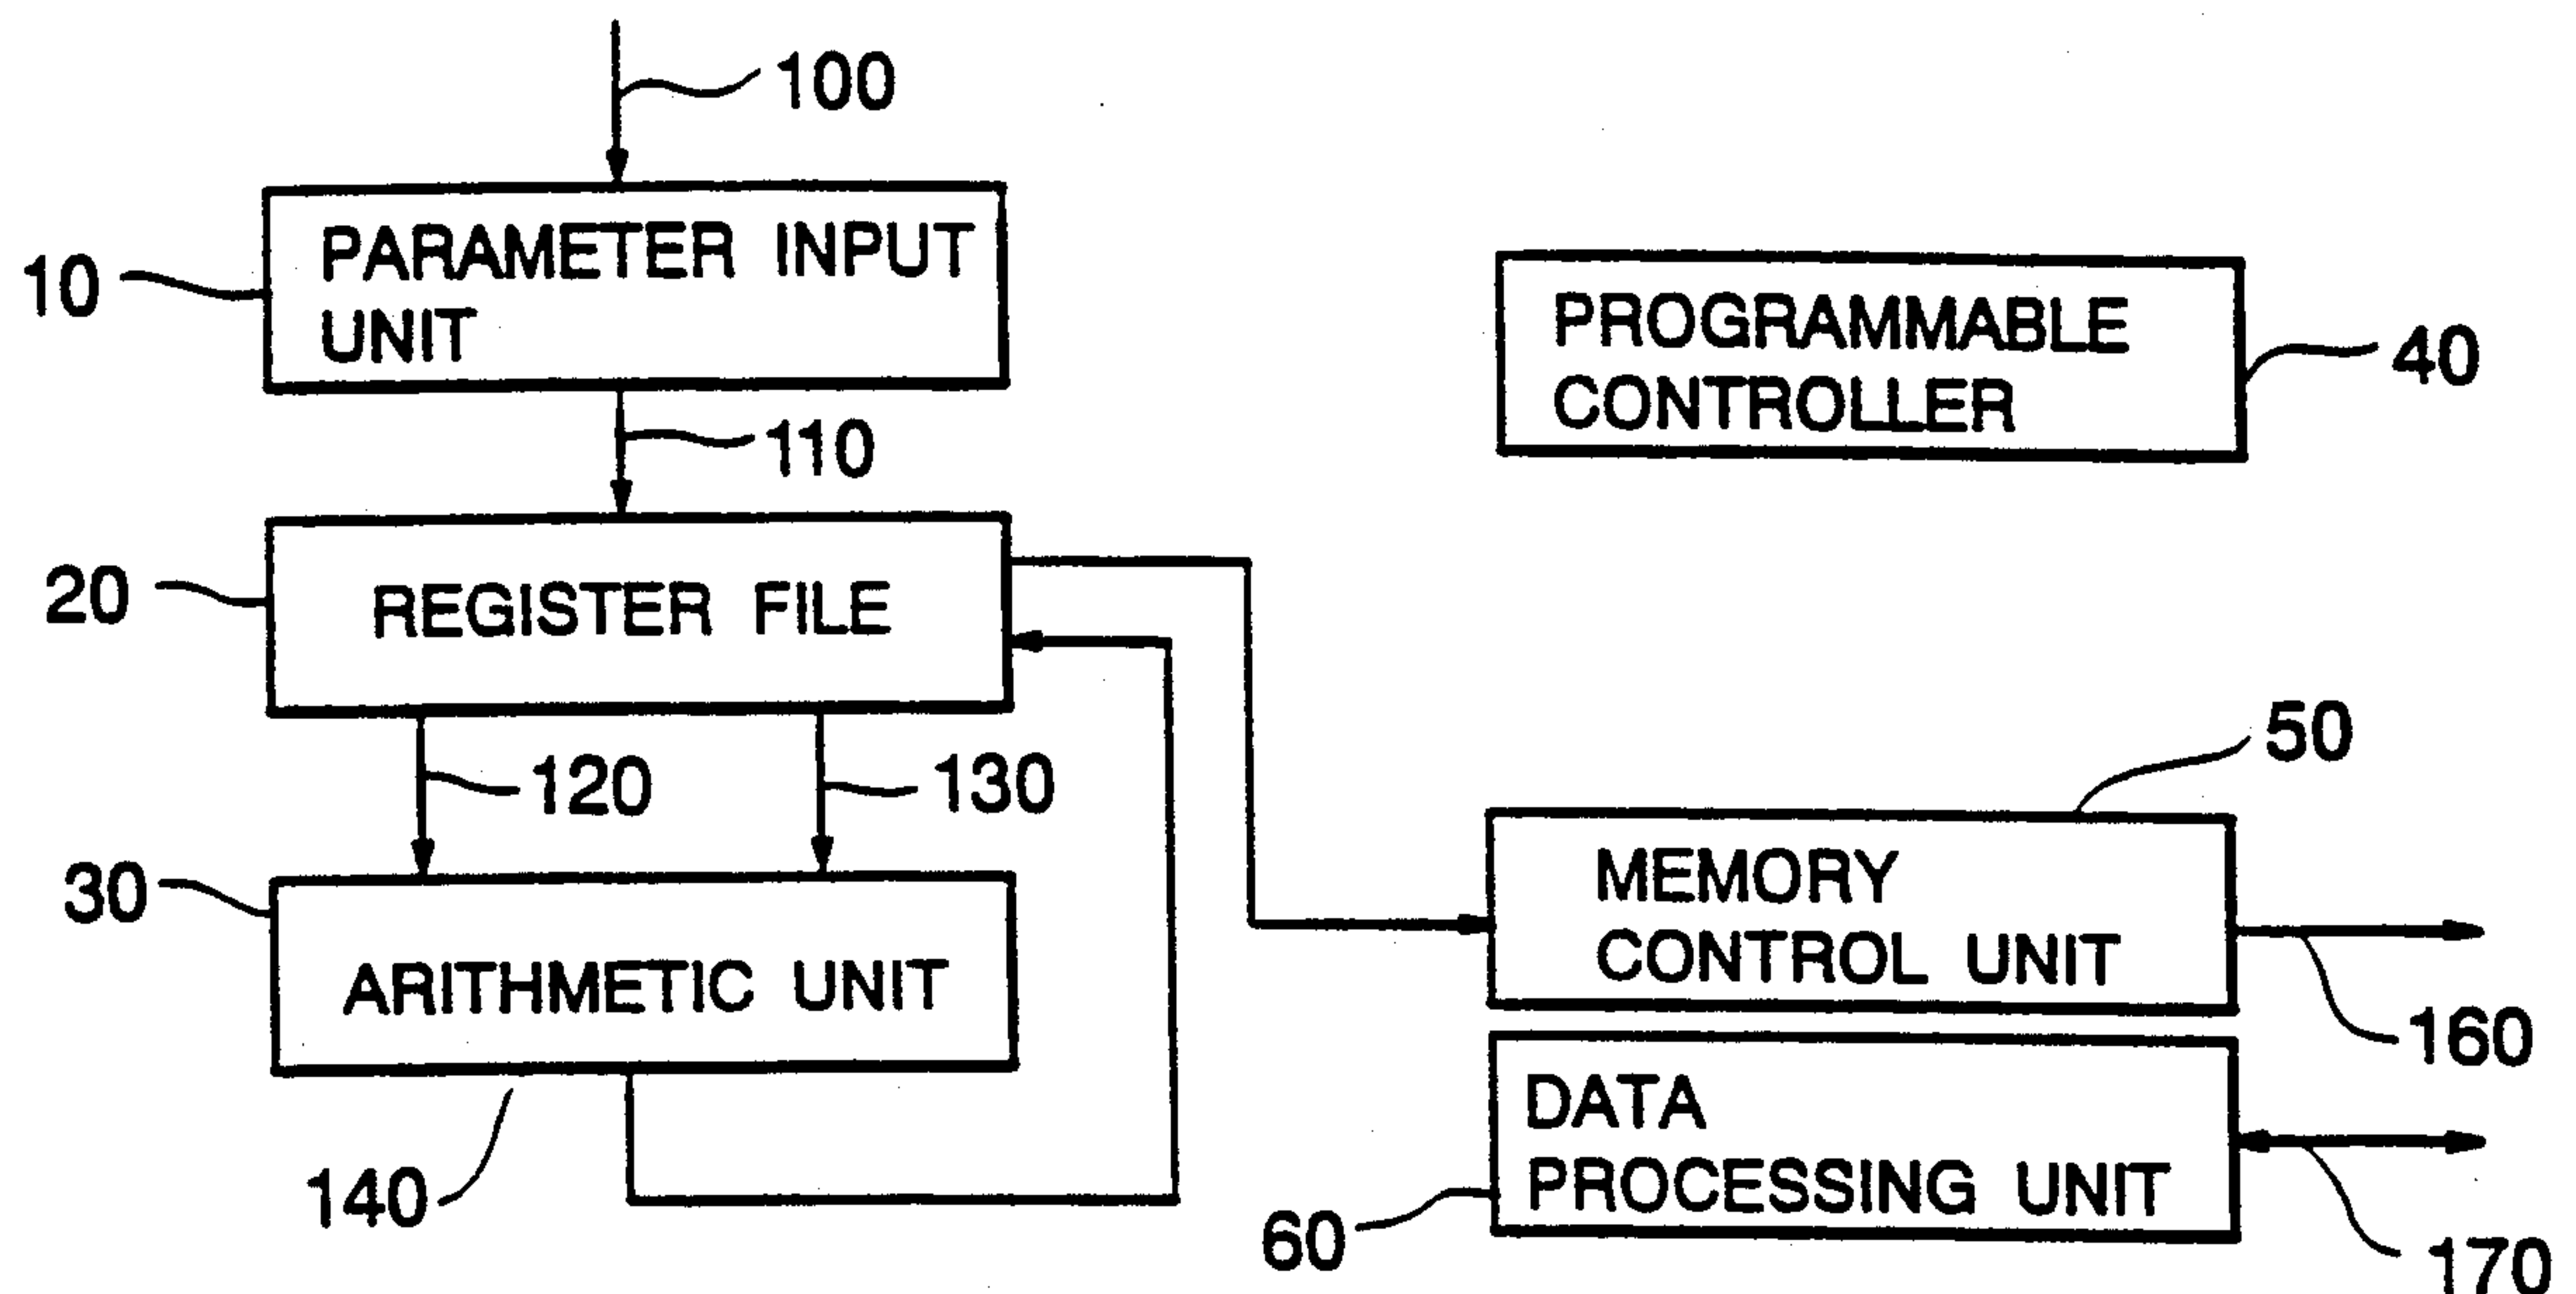 100
10
PARAMETER INPUT
UNIT
110
20
REGISTER FILE
120
130
30
ARITHMETIC UNIT
140
PROGRAMMABLE
CONTROLLER
40
50
MEMORY
CONTROL UNIT
160
DATA
PROCESSING UNIT
60
170